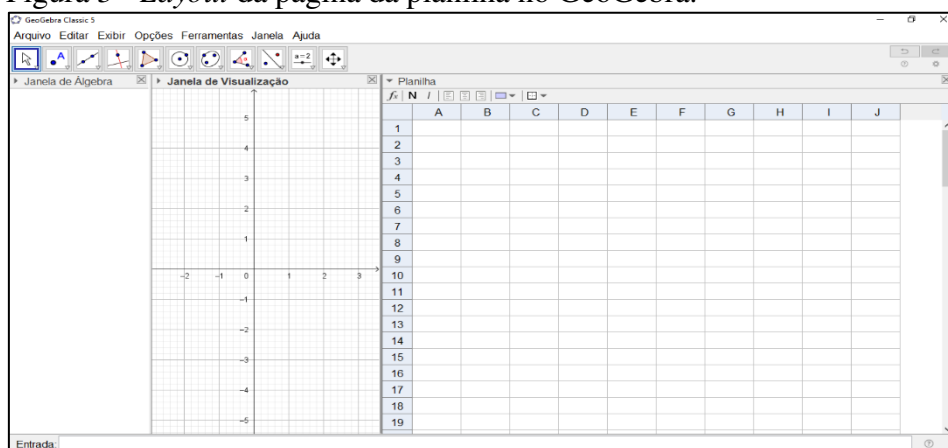 Figura 5 - Layout da página da planilha no GeoGebra.
GeoGebra Classic 5
Arquivo Editar Exibir Opções Ferramentas Janela Ajuda
A
a=2
Janela de Álgebra
Janela de Visualização
Planilha
fx N I
A B C D E F G H I J
1
2
3
4
5
6
7
8
9
10
11
12
13
14
15
16
17
18
19
5
4
3
2
1
-2 -1 0 1 2 3
-1
-2
-3
-4
-5
Entrada: